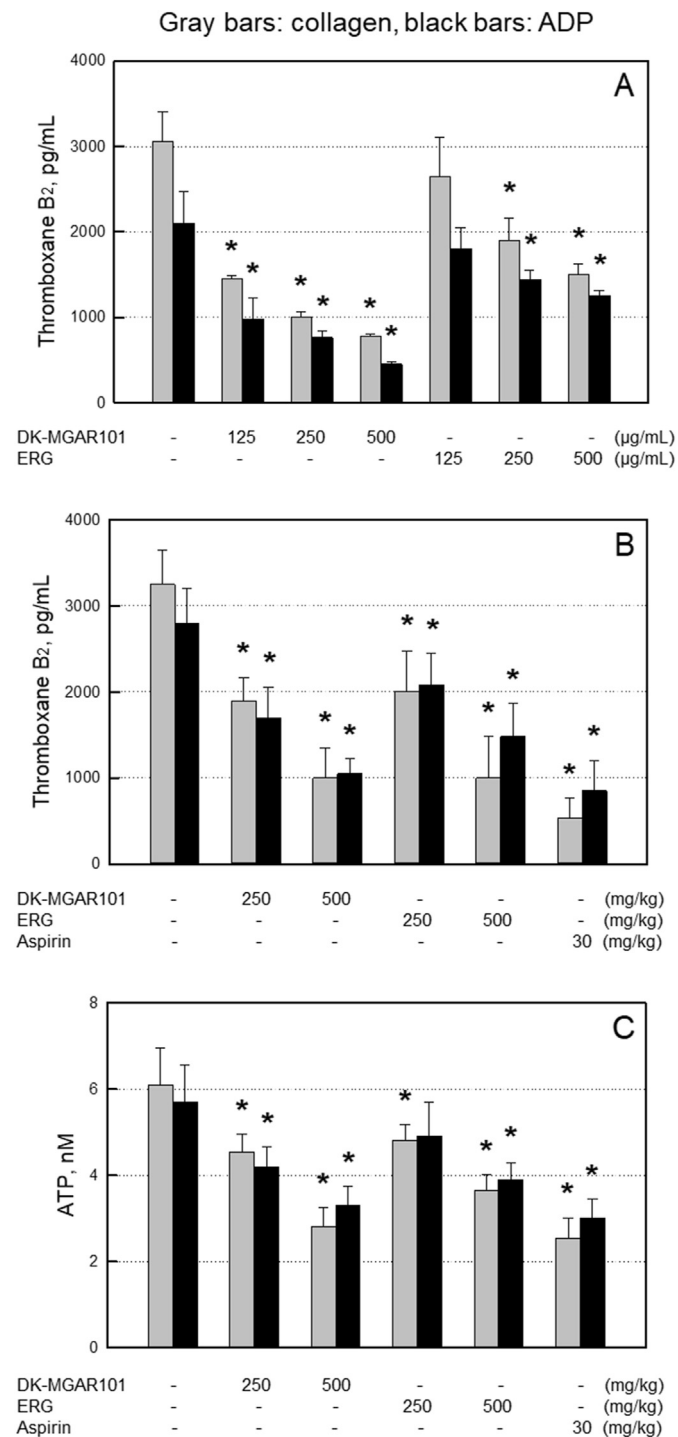 Gray bars: collagen, black bars: ADP
A
Thromboxane B2, pg/mL
4000
3000
2000
1000
0
* * * * * * * * * *
DK-MGAR101 - 125 250 500 - - - (µg/mL)
ERG - - - - 125 250 500 (µg/mL)
B
Thromboxane B2, pg/mL
4000
3000
2000
1000
0
* * * * * * * * * *
DK-MGAR101 - 250 500 - - - (mg/kg)
ERG - - - 250 500 - (mg/kg)
Aspirin - - - - - 30 (mg/kg)
C
ATP, nM
8
6
4
2
0
* * * * * * * * *
DK-MGAR101 - 250 500 - - - (mg/kg)
ERG - - - 250 500 - (mg/kg)
Aspirin - - - - - 30 (mg/kg)